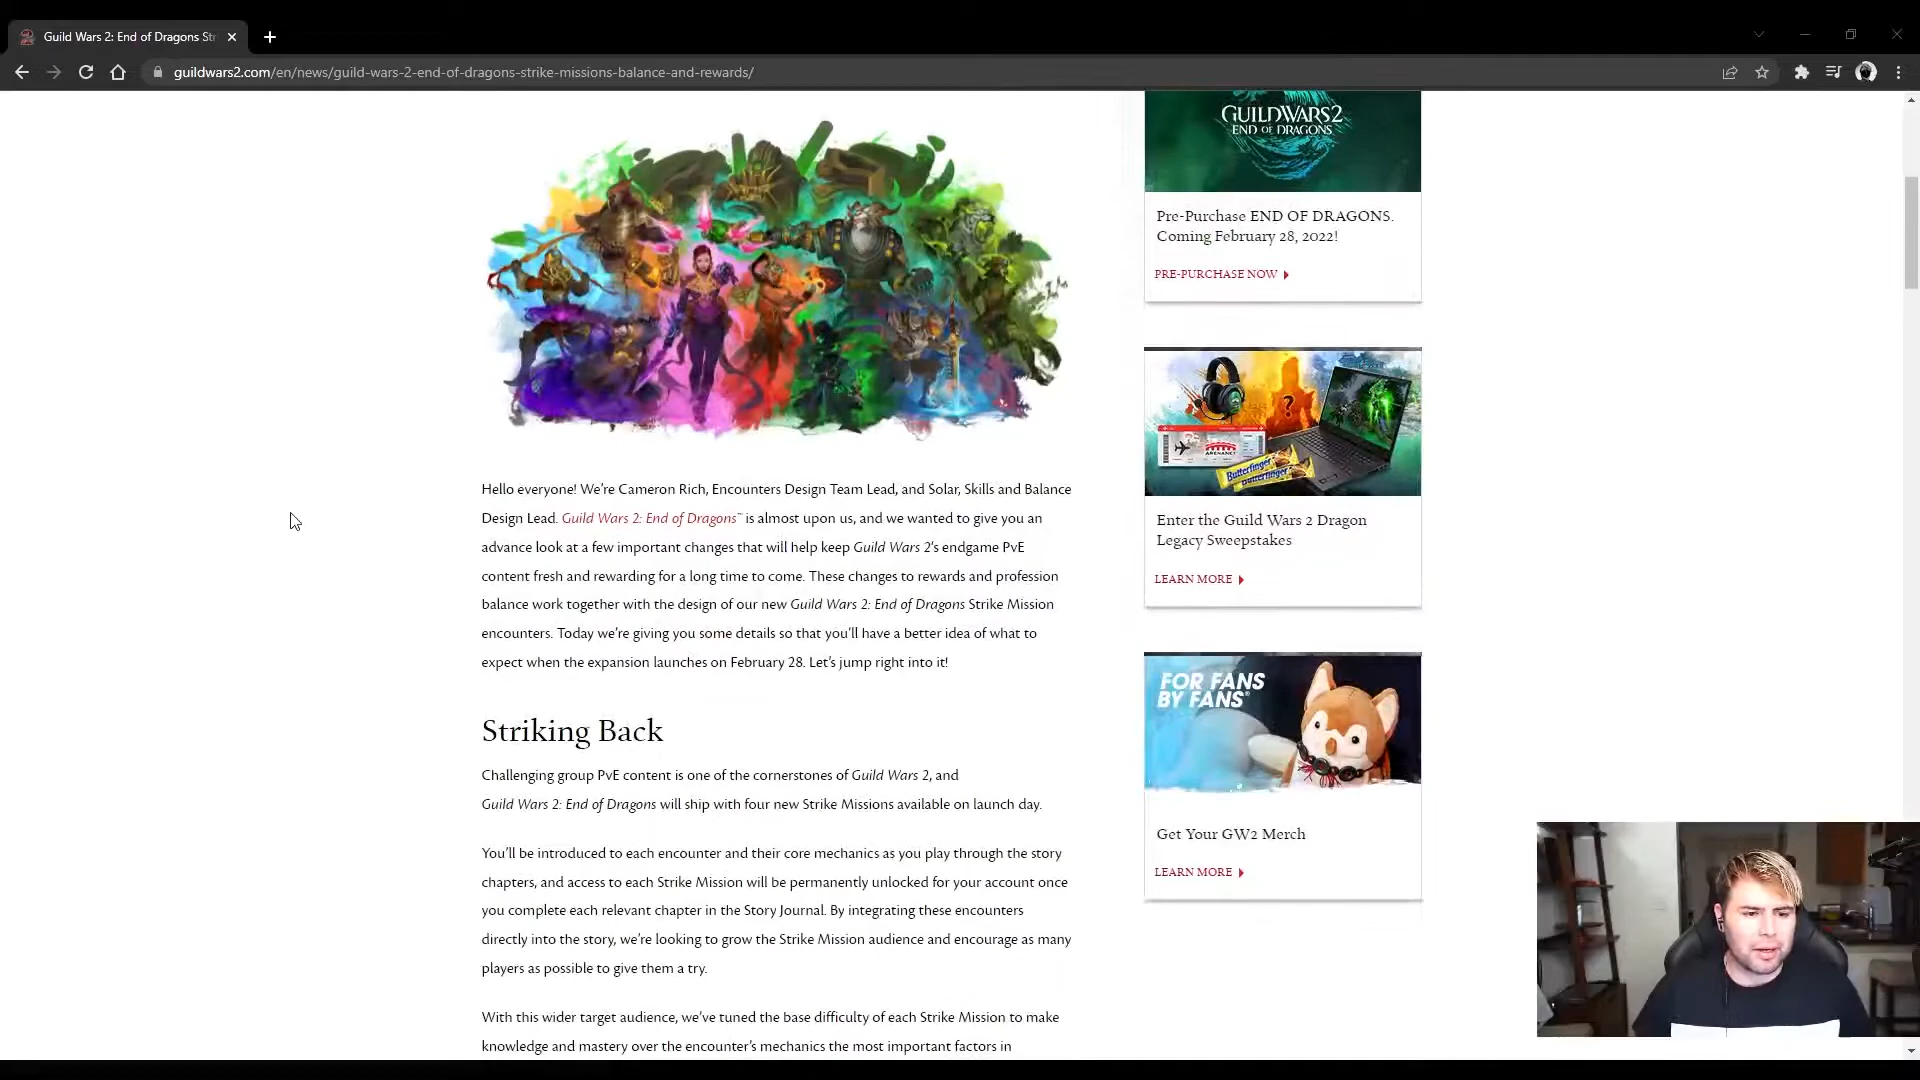 Guild Wars 2: End of Dragons Str
guildwars2.com/en/news/guild-wars-2-end-of-dragons-strike-missions-balance-and-rewards/
GUILD WARS 2
END OF DRAGONS
Pre-Purchase END OF DRAGONS.
Coming February 28, 2022!
PRE-PURCHASE NOW
?
ARENANET
Butterfinger
Butterfinger
Enter the Guild Wars 2 Dragon
Legacy Sweepstakes
LEARN MORE
FOR FANS
BY FANS®
Get Your GW2 Merch
LEARN MORE
Hello everyone! We’re Cameron Rich, Encounters Design Team Lead, and Solar, Skills and Balance
Design Lead. Guild Wars 2: End of Dragons™ is almost upon us, and we wanted to give you an
advance look at a few important changes that will help keep Guild Wars 2’s endgame PvE
content fresh and rewarding for a long time to come. These changes to rewards and profession
balance work together with the design of our new Guild Wars 2: End of Dragons Strike Mission
encounters. Today we’re giving you some details so that you’ll have a better idea of what to
expect when the expansion launches on February 28. Let’s jump right into it!
Striking Back
Challenging group PvE content is one of the cornerstones of Guild Wars 2, and
Guild Wars 2: End of Dragons will ship with four new Strike Missions available on launch day.
You’ll be introduced to each encounter and their core mechanics as you play through the story
chapters, and access to each Strike Mission will be permanently unlocked for your account once
you complete each relevant chapter in the Story Journal. By integrating these encounters
directly into the story, we’re looking to grow the Strike Mission audience and encourage as many
players as possible to give them a try.
With this wider target audience, we’ve tuned the base difficulty of each Strike Mission to make
knowledge and mastery over the encounter’s mechanics the most important factors in